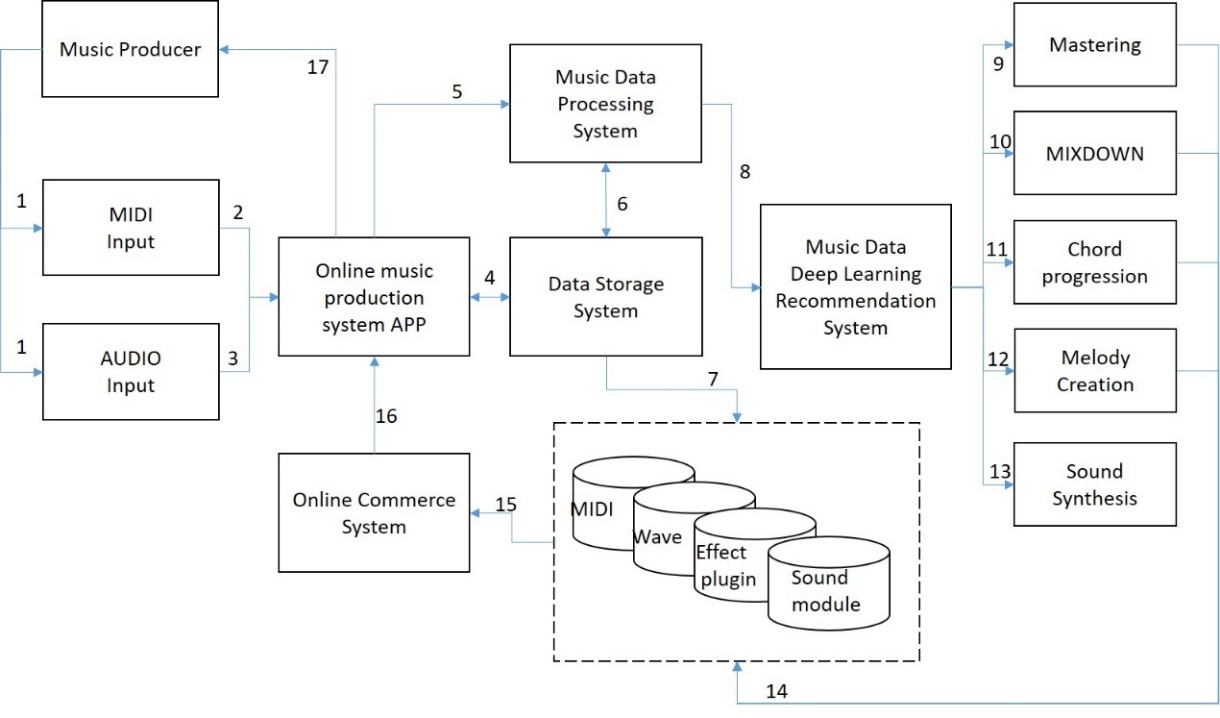 Music Producer
17
1
MIDI
Input
2
1
AUDIO
Input
3
Online music
production
system APP
4
5
Music Data
Processing
System
6
Data Storage
System
7
8
Music Data
Deep Learning
Recommendation
System
9
Mastering
10
MIXDOWN
11
Chord
progression
12
Melody
Creation
13
Sound
Synthesis
16
Online Commerce
System
15
MIDI
Wave
Effect
plugin
Sound
module
14